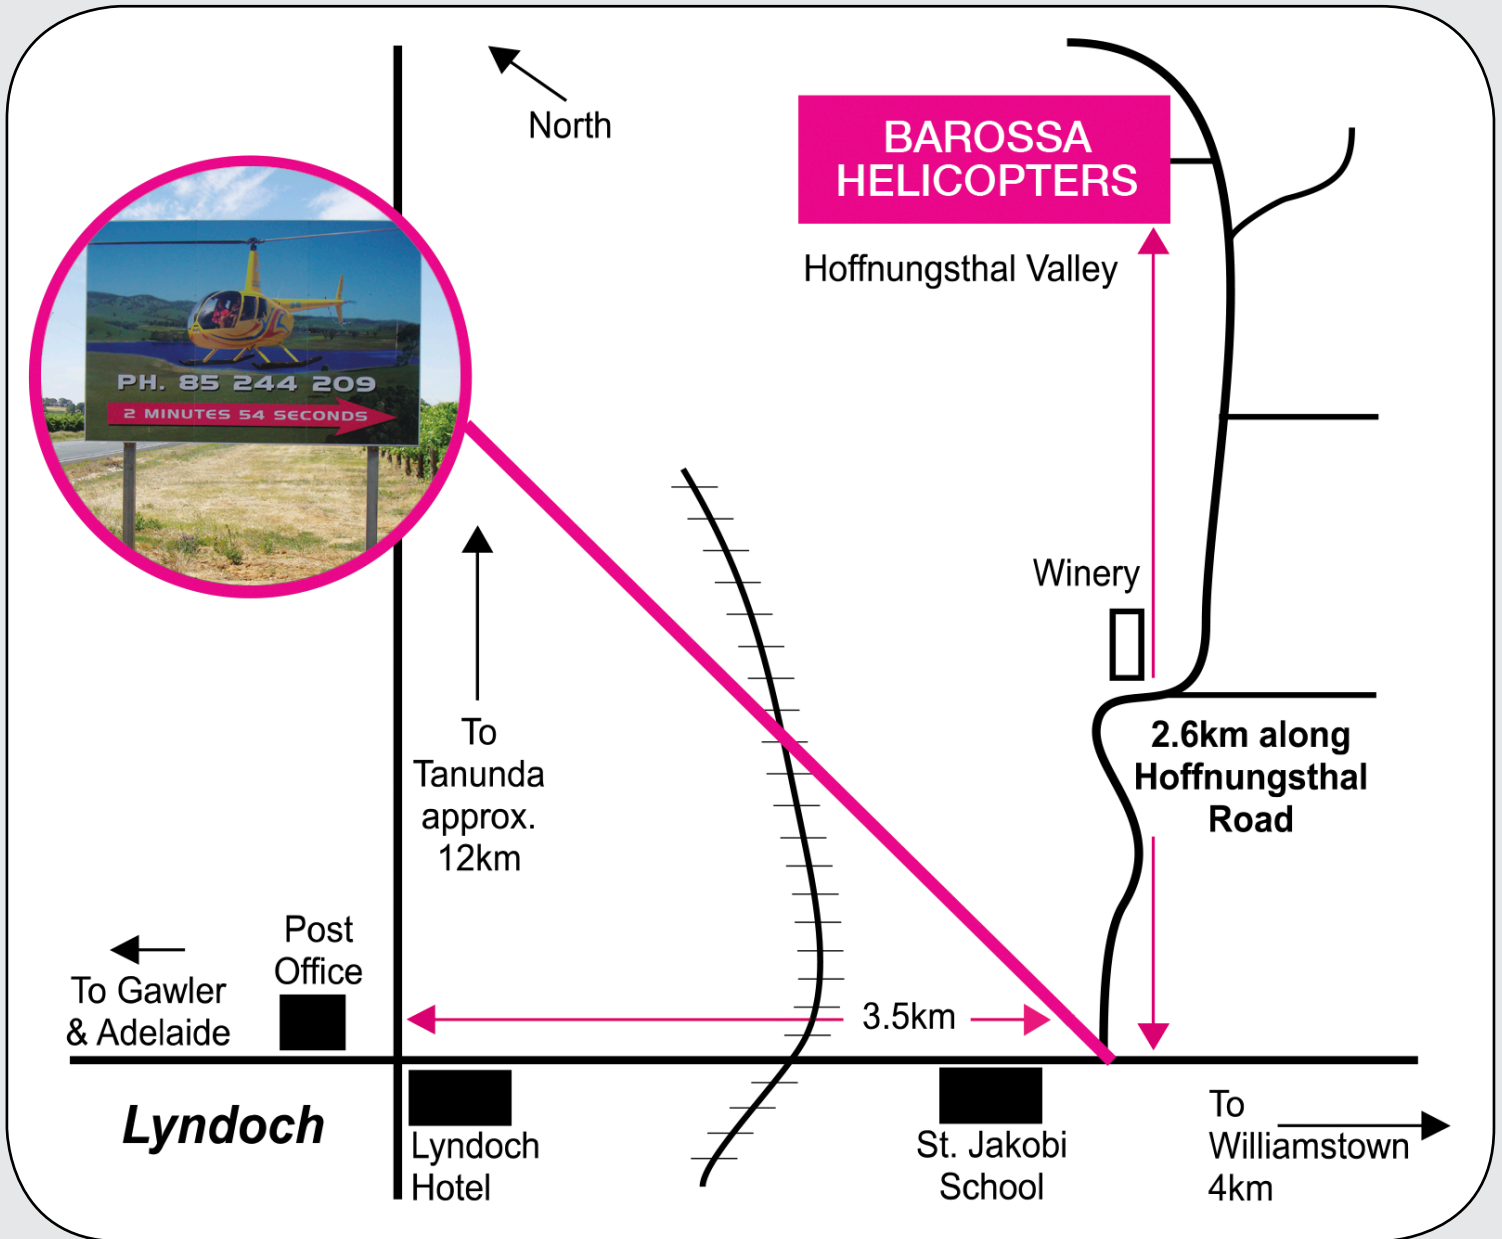 North
BAROSSA
HELICOPTERS
Hoffnungsthal Valley
PH. 85 244 209
2 MINUTES 54 SECONDS
Winery
To
Tanunda
approx.
12km
2.6km along
Hoffnungsthal
Road
Post
Office
To Gawler
& Adelaide
3.5km
Lyndoch
Lyndoch
Hotel
St. Jakobi
School
To
Williamstown
4km